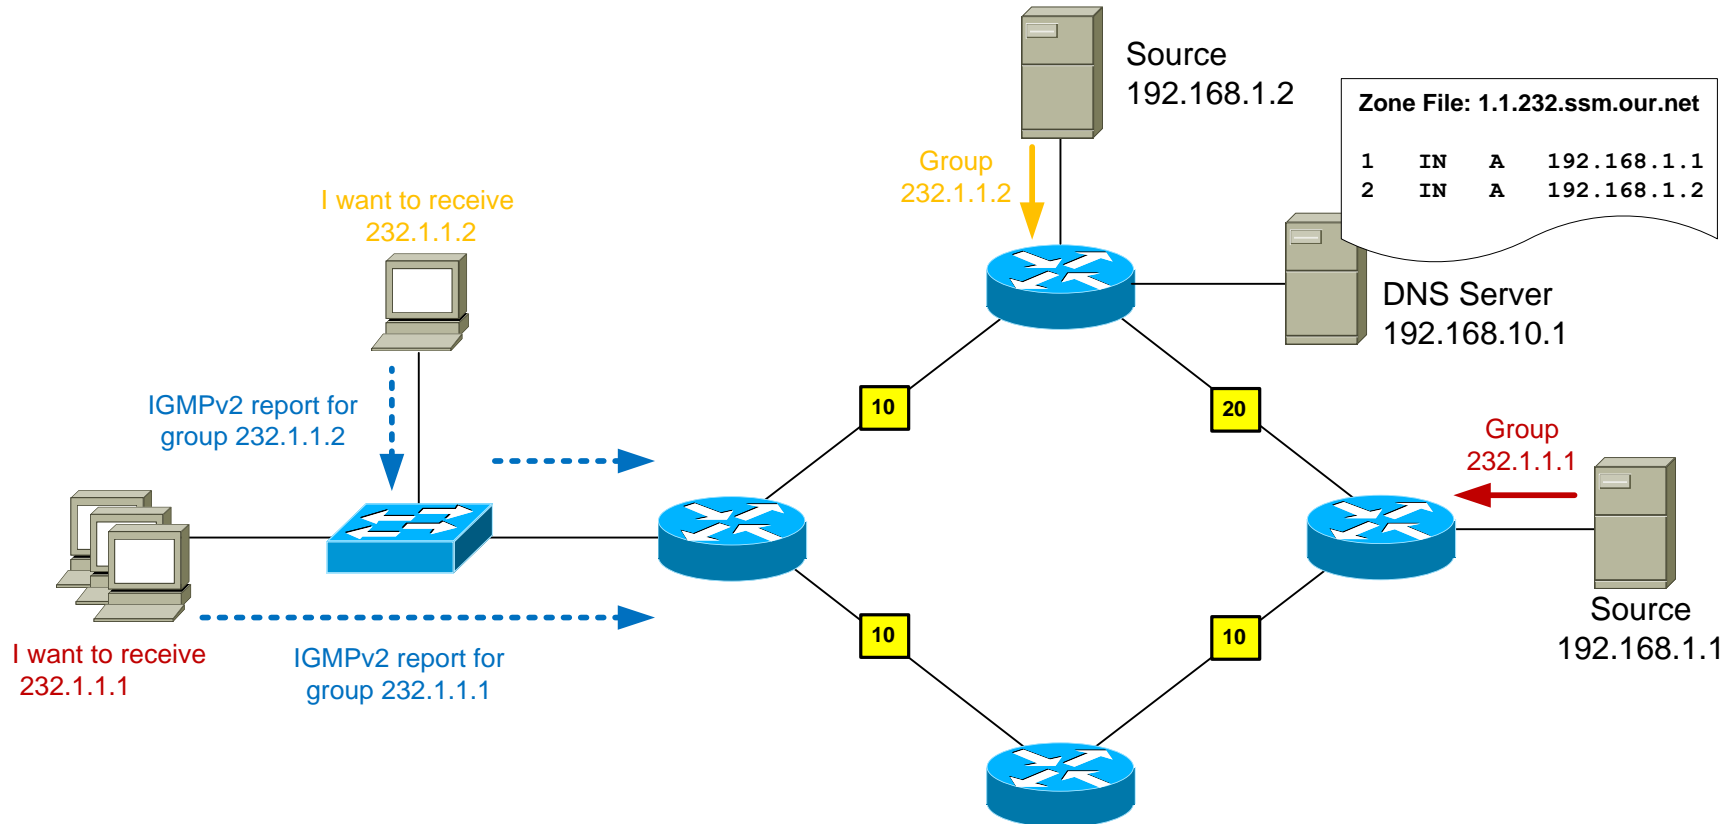 Source
192.168.1.2
Zone File: 1.1.232.ssm.our.net
1 IN A 192.168.1.1
2 IN A 192.168.1.2
Group
232.1.1.2
I want to receive
232.1.1.2
DNS Server
192.168.10.1
IGMPv2 report for
group 232.1.1.2
10
20
Group
232.1.1.1
Source
192.168.1.1
10
10
I want to receive
232.1.1.1
IGMPv2 report for
group 232.1.1.1